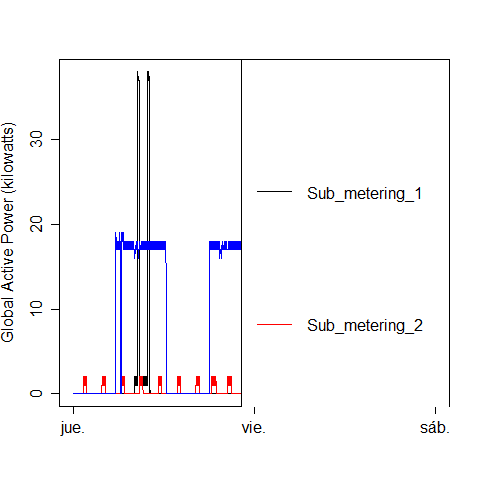 Global Active Power (kilowatts)
30
20
10
0
Sub_metering_1
Sub_metering_2
jue.
vie.
sáb.